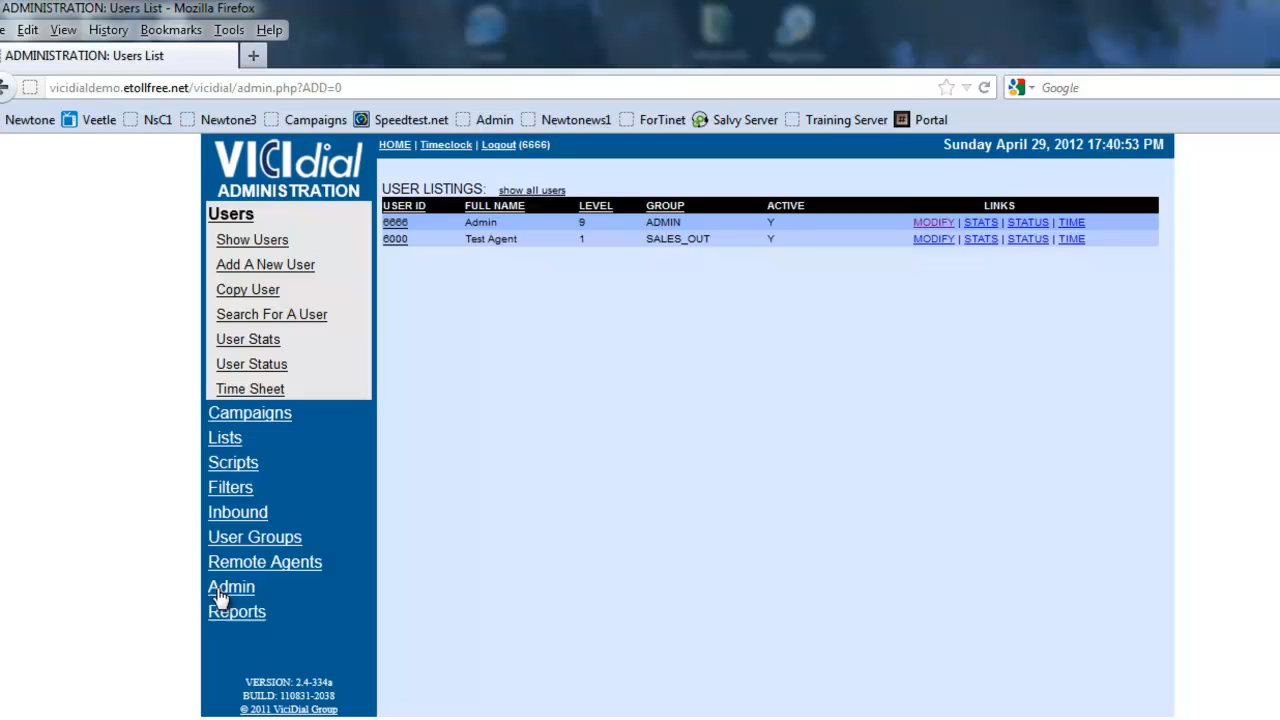 ADMINISTRATION: Users List - Mozilla Firefox
e Edit View History Bookmarks Tools Help
ADMINISTRATION: Users List +
vicidialdemo.etollfree.net/vicidial/admin.php?ADD=0 Google
Newtone Veetle NsC1 Newtone3 Campaigns Speedtest.net Admin Newtonews1 ForTinet Salvy Server Training Server Portal
VICIdial
ADMINISTRATION
HOME | Timeclock | Logout (6666) Sunday April 29, 2012 17:40:53 PM
Users
Show Users
Add A New User
Copy User
Search For A User
User Stats
User Status
Time Sheet
Campaigns
Lists
Scripts
Filters
Inbound
User Groups
Remote Agents
Admin
Reports
VERSION: 2.4-334a
BUILD: 110831-2038
© 2011 ViciDial Group
USER LISTINGS: show all users
USER ID FULL NAME LEVEL GROUP ACTIVE LINKS
6666 Admin 9 ADMIN Y MODIFY | STATS | STATUS | TIME
6000 Test Agent 1 SALES_OUT Y MODIFY | STATS | STATUS | TIME